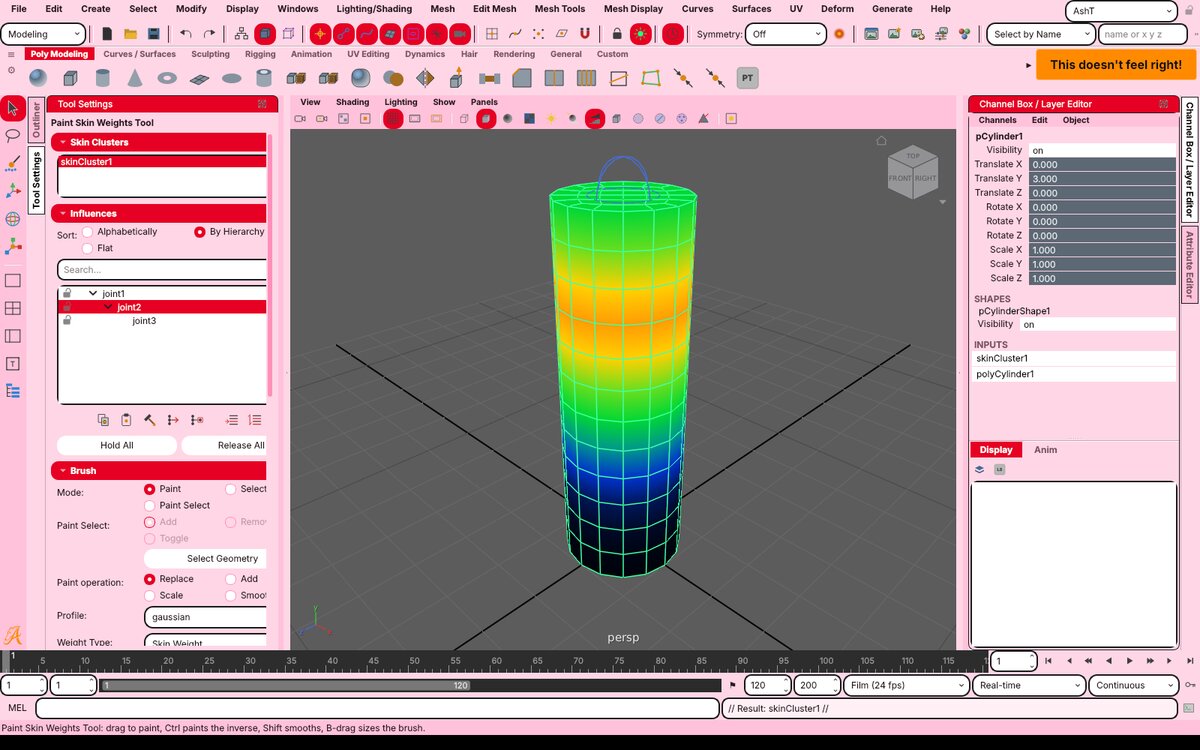 File Edit Create Select Modify Display Windows Lighting/Shading Mesh Edit Mesh Mesh Tools Mesh Display Curves Surfaces UV Deform Generate Help
AshT
Modeling
Symmetry: Off
Select by Name
name or x y z
Poly Modeling Curves / Surfaces Sculpting Rigging Animation UV Editing Dynamics Hair Rendering General Custom
PT
This doesn't feel right!
Outliner
Tool Settings
Tool Settings
Paint Skin Weights Tool
Skin Clusters
skinCluster1
Influences
Sort: Alphabetically By Hierarchy
Flat
Search...
joint1
joint2
joint3
Hold All Release All
Brush
Mode: Paint Select
Paint Select
Paint Select: Add Remov
Toggle
Select Geometry
Paint operation: Replace Add
Scale Smoot
Profile: gaussian
Weight Type: Skin Weight
View Shading Lighting Show Panels
TOP
FRONT RIGHT
persp
Channel Box / Layer Editor
Channels Edit Object
pCylinder1
Visibility on
Translate X 0.000
Translate Y 3.000
Translate Z 0.000
Rotate X 0.000
Rotate Y 0.000
Rotate Z 0.000
Scale X 1.000
Scale Y 1.000
Scale Z 1.000
SHAPES
pCylinderShape1
Visibility on
INPUTS
skinCluster1
polyCylinder1
Display Anim
Channel Box / Layer Editor
Attribute Editor
1 5 10 15 20 25 30 35 40 45 50 55 60 65 70 75 80 85 90 95 100 105 110 115 1
1 1 1 120 120 200 Film (24 fps) Real-time Continuous
MEL // Result: skinCluster1 //
Paint Skin Weights Tool: drag to paint, Ctrl paints the inverse, Shift smooths, B-drag sizes the brush.